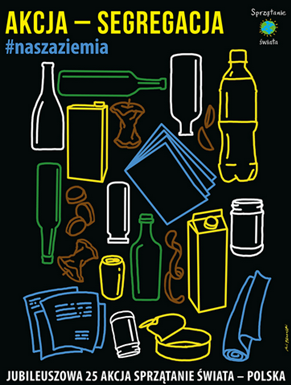 AKCJA – SEGREGACJA
#naszaziemia
Sprzątanie
świata
JUBILEUSZOWA 25 AKCJA SPRZĄTANIE ŚWIATA – POLSKA